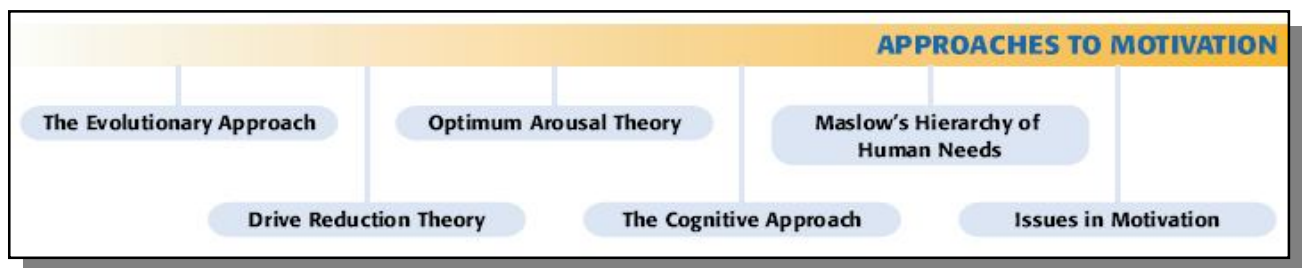 APPROACHES TO MOTIVATION
The Evolutionary Approach
Optimum Arousal Theory
Maslow's Hierarchy of
Human Needs
Drive Reduction Theory
The Cognitive Approach
Issues in Motivation